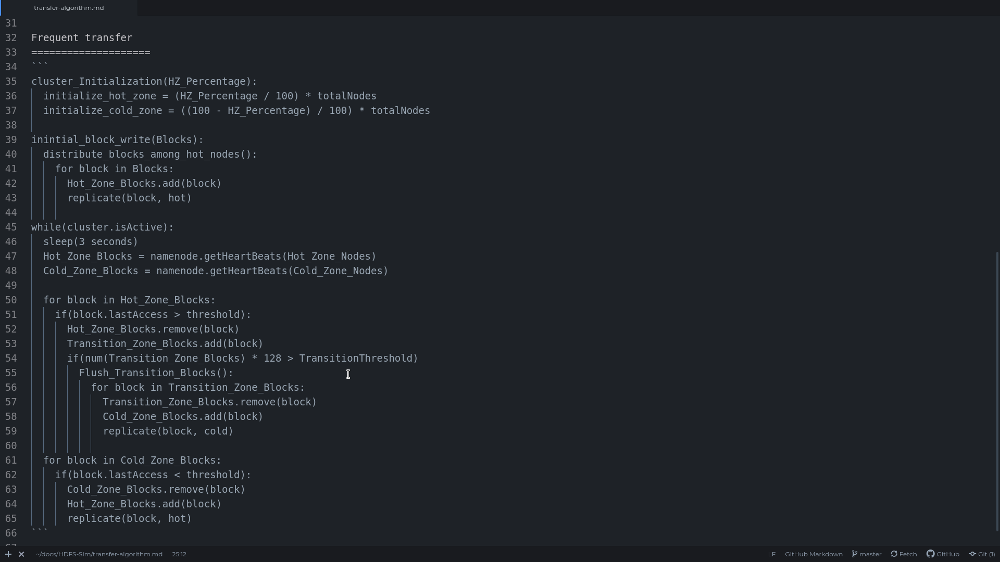 transfer-algorithm.md
31
32 Frequent transfer
33 ====================
34 ```
35 cluster_Initialization(HZ_Percentage):
36   initialize_hot_zone = (HZ_Percentage / 100) * totalNodes
37   initialize_cold_zone = ((100 - HZ_Percentage) / 100) * totalNodes
38
39 inintial_block_write(Blocks):
40   distribute_blocks_among_hot_nodes():
41     for block in Blocks:
42       Hot_Zone_Blocks.add(block)
43       replicate(block, hot)
44
45 while(cluster.isActive):
46   sleep(3 seconds)
47   Hot_Zone_Blocks = namenode.getHeartBeats(Hot_Zone_Nodes)
48   Cold_Zone_Blocks = namenode.getHeartBeats(Cold_Zone_Nodes)
49
50   for block in Hot_Zone_Blocks:
51     if(block.lastAccess > threshold):
52       Hot_Zone_Blocks.remove(block)
53       Transition_Zone_Blocks.add(block)
54       if(num(Transition_Zone_Blocks) * 128 > TransitionThreshold)
55         Flush_Transition_Blocks():
56           for block in Transition_Zone_Blocks:
57             Transition_Zone_Blocks.remove(block)
58             Cold_Zone_Blocks.add(block)
59             replicate(block, cold)
60
61   for block in Cold_Zone_Blocks:
62     if(block.lastAccess < threshold):
63       Cold_Zone_Blocks.remove(block)
64       Hot_Zone_Blocks.add(block)
65       replicate(block, hot)
66 ```
67
~/docs/HDFS-Sim/transfer-algorithm.md 25:12 LF GitHub Markdown master Fetch GitHub Git (1)